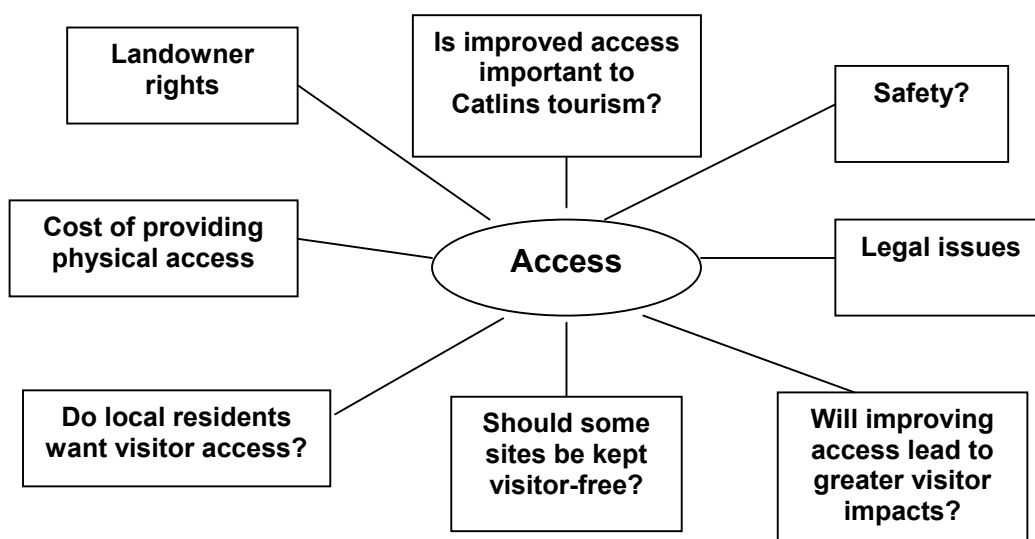 Landowner
rights
Is improved access
important to
Catlins tourism?
Safety?
Cost of providing
physical access
Access
Legal issues
Do local residents
want visitor access?
Should some
sites be kept
visitor-free?
Will improving
access lead to
greater visitor
impacts?